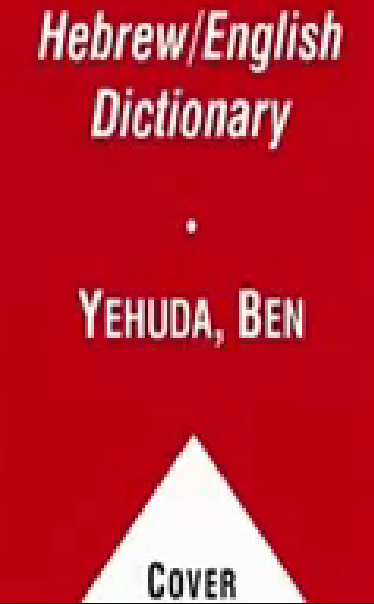 Hebrew/English
Dictionary
•
YEHUDA, BEN
COVER